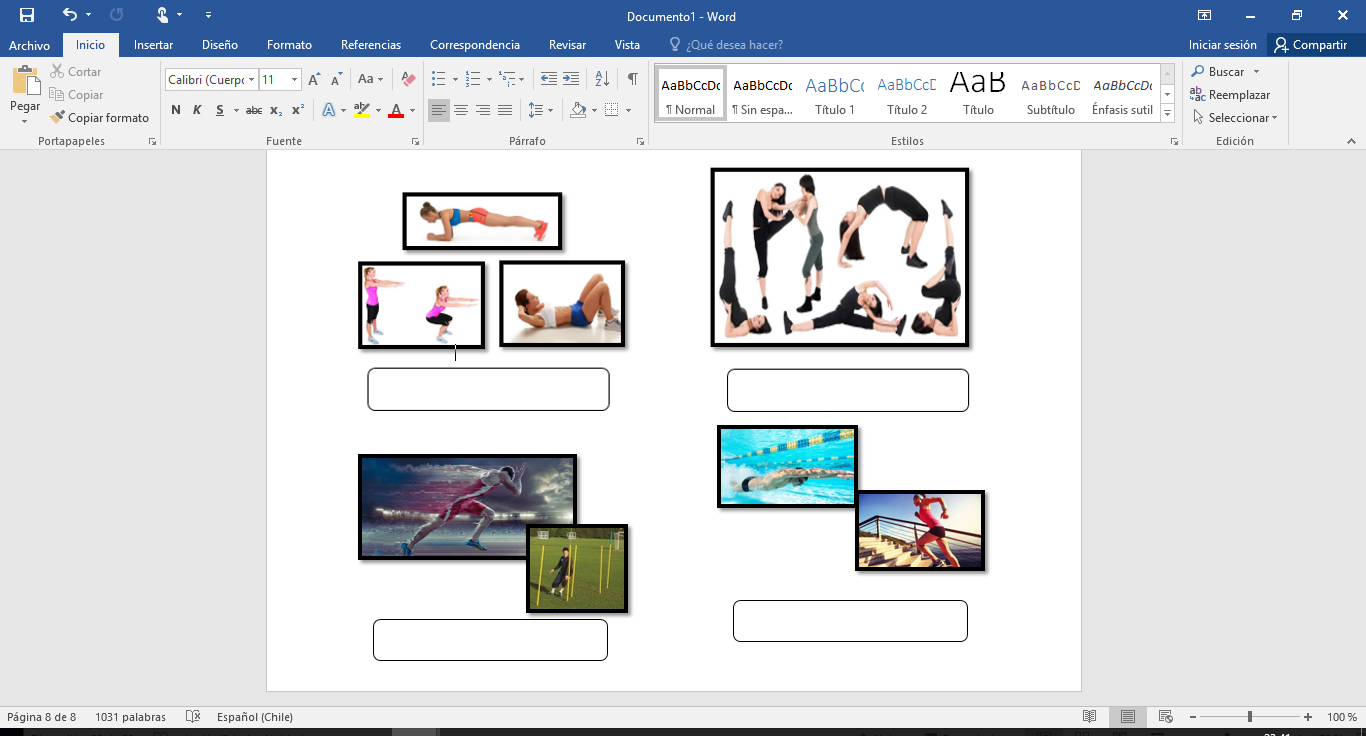 Documento1 - Word
Archivo Inicio Insertar Diseño Formato Referencias Correspondencia Revisar Vista ¿Qué desea hacer? Iniciar sesión Compartir
Pegar
Cortar
Copiar
Copiar formato
Portapapeles
Calibri (Cuerpo 11
Aa
N K S abc x₂ x² A aby A
Fuente
Párrafo
AaBbCcDc AaBbCcDc AaBbCc AaBbCcD AaB AaBbCcD AaBbCcDc
¶ Normal ¶ Sin espa... Título 1 Título 2 Título Subtítulo Énfasis sutil
Estilos
Buscar
Reemplazar
Seleccionar
Edición
Página 8 de 8 1031 palabras Español (Chile) 100 %